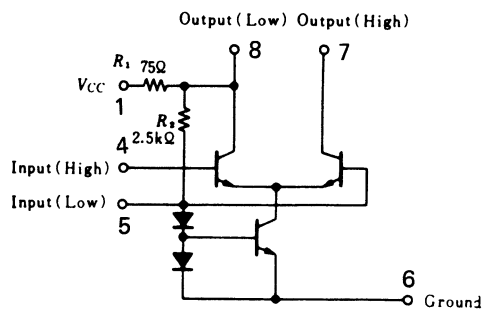 Output(Low) Output(High)
8
7
R1 75Ω
VCC
1
R2
2.5kΩ
4
Input(High)
Input(Low)
5
6
Ground